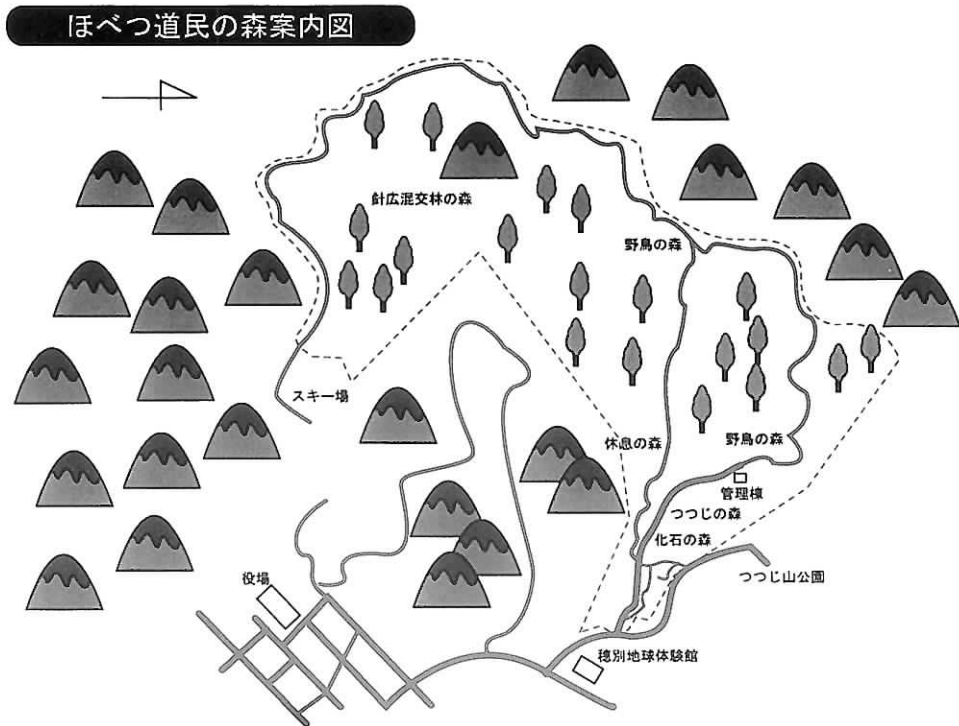 ほべつ道民の森案内図
針広混交林の森
野鳥の森
スキー場
休息の森
野鳥の森
管理棟
つつじの森
化石の森
つつじ山公園
役場
穂別地球体験館